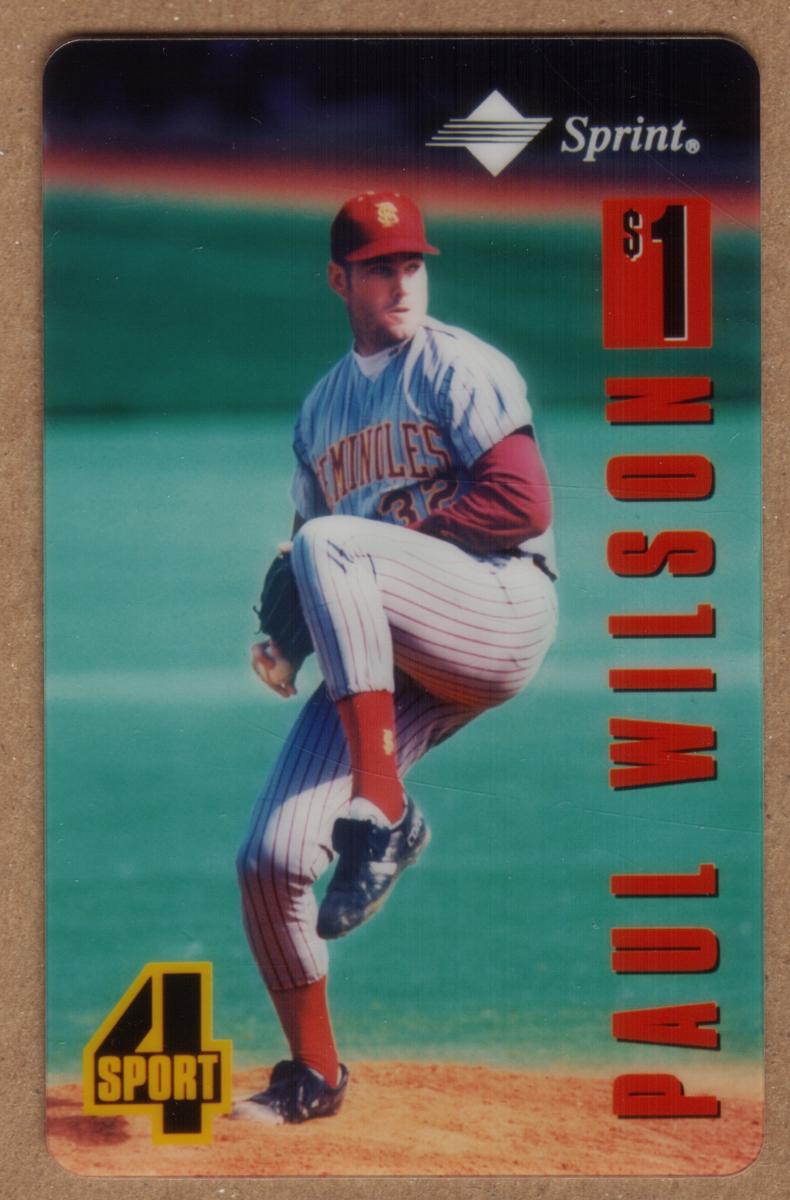 Sprint®
$1
PAUL WILSON
EMINOLES
32
4
SPORT